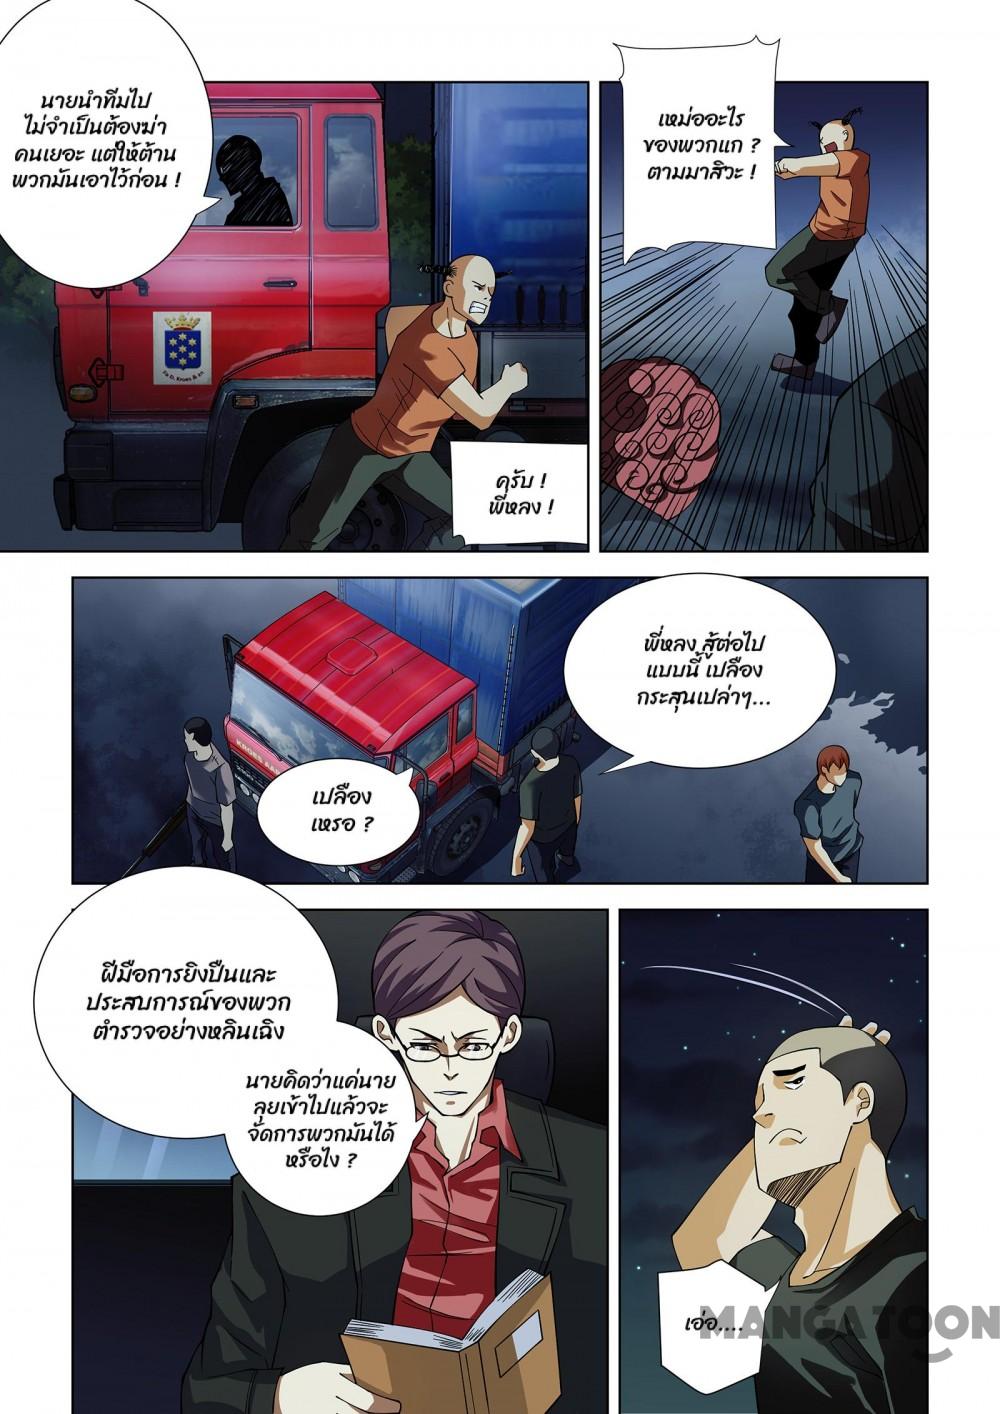 นายนำทีมไป
ไม่จำเป็นต้องฆ่า
คนเยอะ แต่ให้ต้าน
พวกมันเอาไว้ก่อน !
ครับ !
พี่หลง !
เหม่ออะไร
ของพวกแก ?
ตามมาสิวะ !
พี่หลง สู้ต่อไป
แบบนี้ เปลือง
กระสุนเปล่าๆ...
เปลือง
เหรอ ?
ฝีมือการยิงปืนและ
ประสบการณ์ของพวก
ตำรวจอย่างหลินเฉิง
นายคิดว่าแค่นาย
ลุยเข้าไปแล้วจะ
จัดการพวกมันได้
หรือไง ?
เอ่อ....
MANGATOON